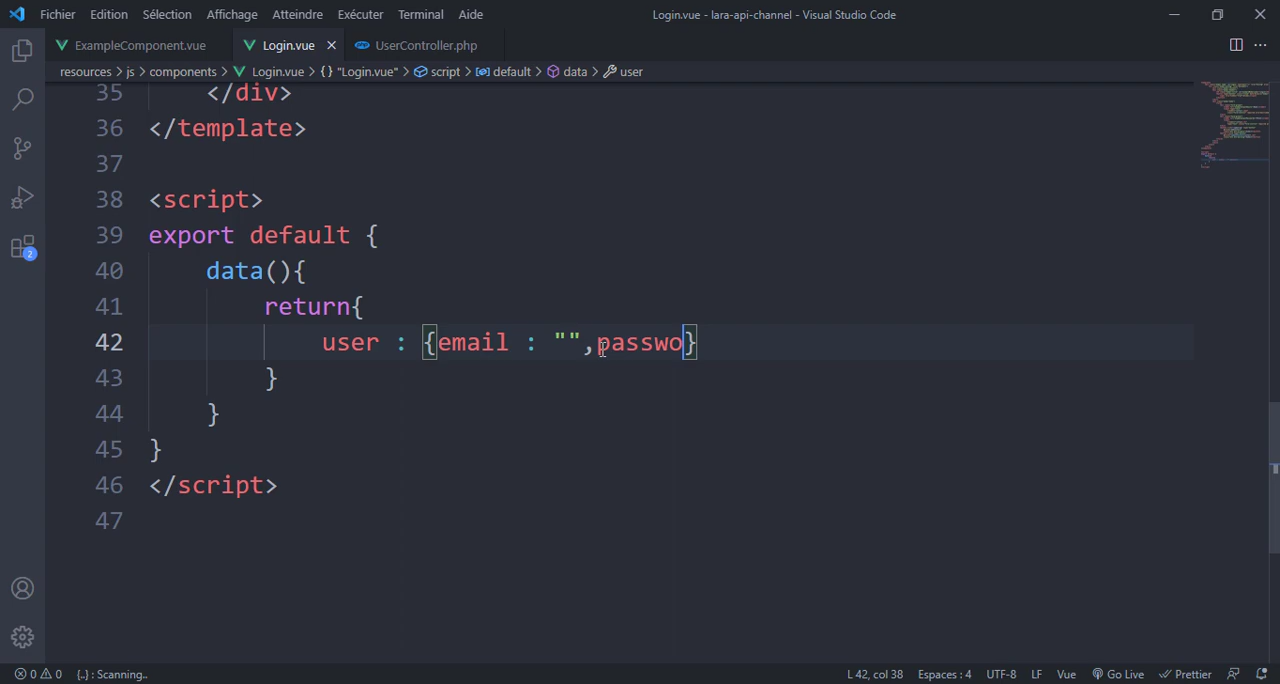 Fichier Edition Sélection Affichage Atteindre Exécuter Terminal Aide Login.vue - lara-api-channel - Visual Studio Code
ExampleComponent.vue Login.vue UserController.php
resources > js > components > Login.vue > {} "Login.vue" > script > default > data > user
35 </div>
36 </template>
37
38 <script>
39 export default {
40 data(){
41 return{
42 user : {email : "",passwo}
43 }
44 }
45 }
46 </script>
47
2
0 0 {..} : Scanning.. L 42, col 38 Espaces : 4 UTF-8 LF Vue Go Live Prettier